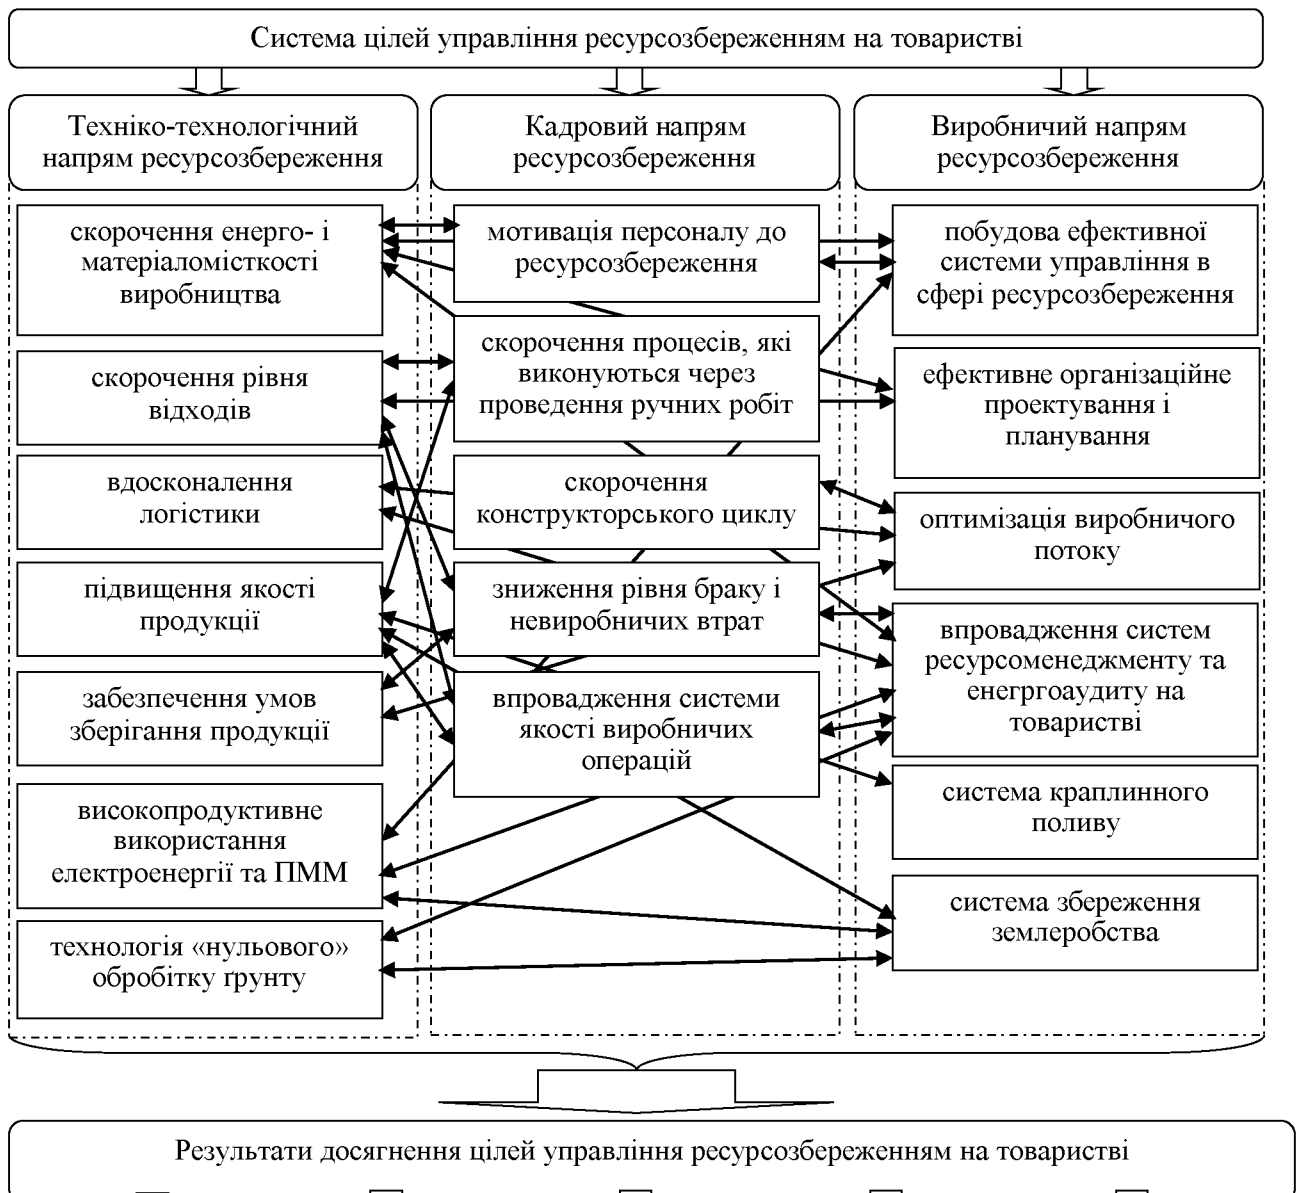 Система цілей управління ресурсозбереженням на товаристві
Техніко-технологічний
напрям ресурсозбереження
скорочення енерго- і
матеріаломісткості
виробництва
скорочення рівня
відходів
вдосконалення
логістики
підвищення якості
продукції
забезпечення умов
зберігання продукції
високопродуктивне
використання
електроенергії та ПММ
технологія «нульового»
обробітку ґрунту
Кадровий напрям
ресурсозбереження
мотивація персоналу до
ресурсозбереження
скорочення процесів, які
виконуються через
проведення ручних робіт
скорочення
конструкторського циклу
зниження рівня браку і
невиробничих втрат
впровадження системи
якості виробничих
операцій
Виробничий напрям
ресурсозбереження
побудова ефективної
системи управління в
сфері ресурсозбереження
ефективне організаційне
проектування і
планування
оптимізація виробничого
потоку
впровадження систем
ресурсоменеджменту та
енегргоаудиту на
товаристві
система краплинного
поливу
система збереження
землеробства
Результати досягнення цілей управління ресурсозбереженням на товаристві